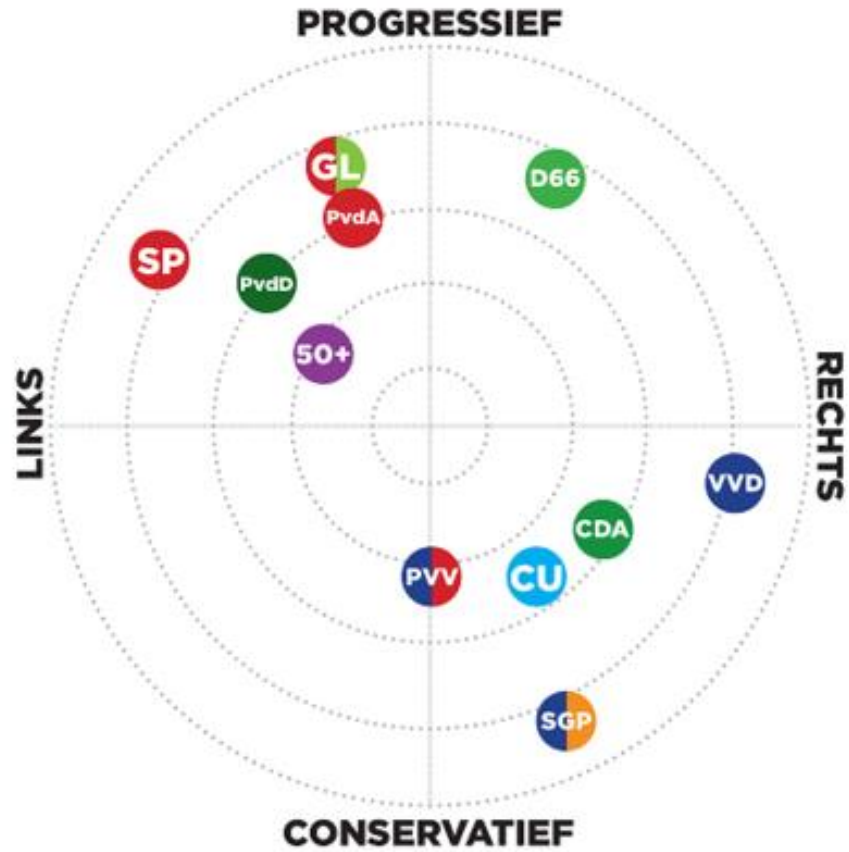 PROGRESSIEF
GL
D66
PvdA
SP
PvdD
50+
LINKS
RECHTS
VVD
CDA
PVV
CU
SGP
CONSERVATIEF